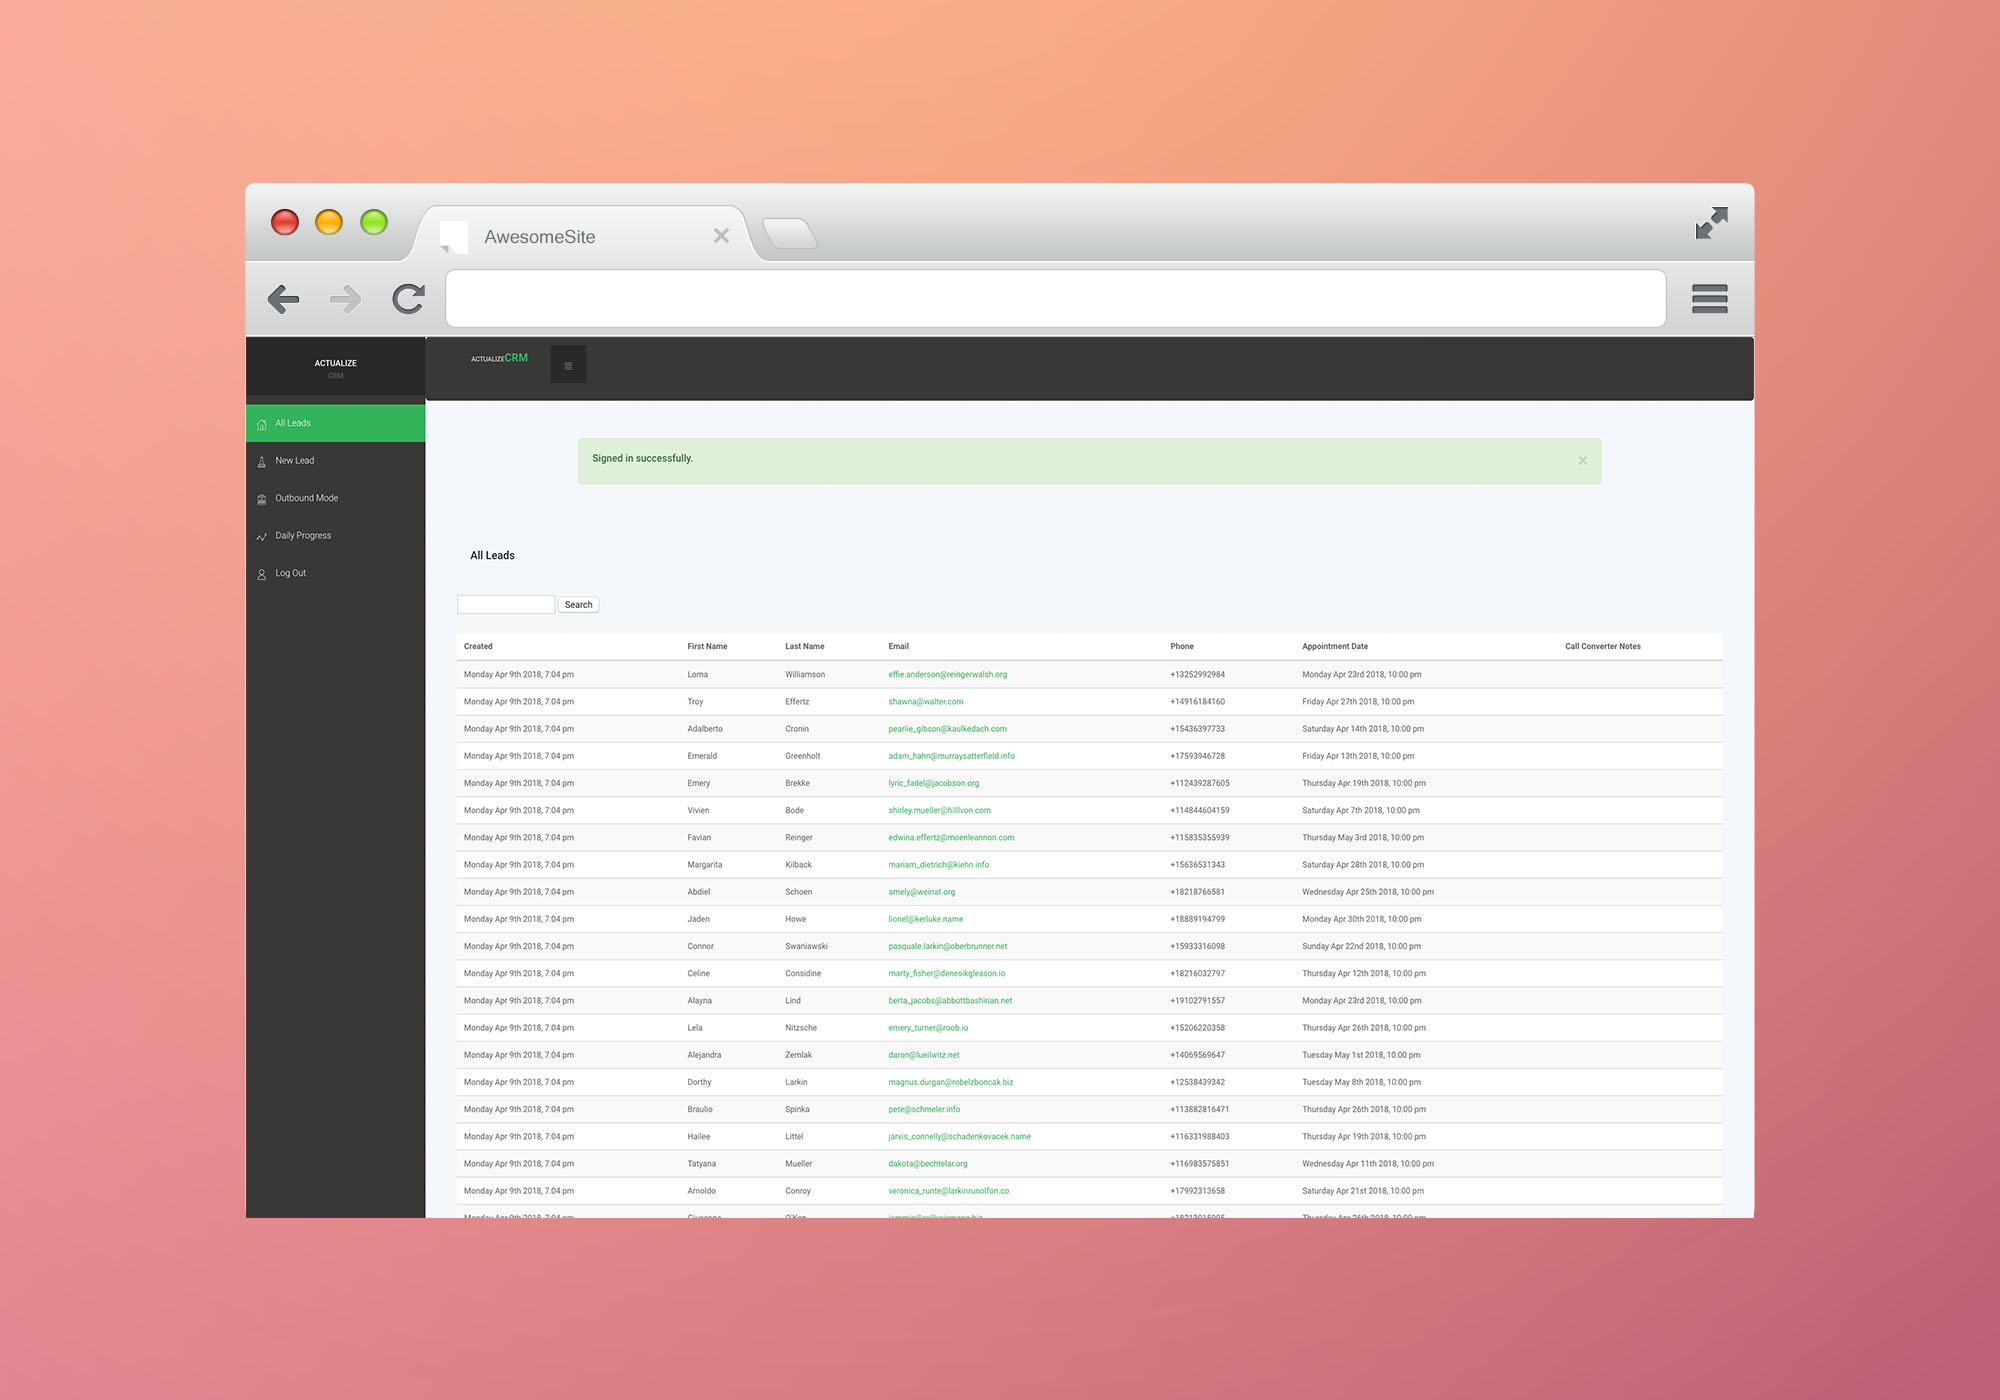 AwesomeSite
ACTUALIZE
CRM
ACTUALIZECRM
All Leads
New Lead
Outbound Mode
Daily Progress
Log Out
Signed in successfully.
All Leads
Search
Created First Name Last Name Email Phone Appointment Date Call Converter Notes
Monday Apr 9th 2018, 7:04 pm Loma Williamson effie.anderson@reingerwalsh.org +13252992984 Monday Apr 23rd 2018, 10:00 pm
Monday Apr 9th 2018, 7:04 pm Troy Effertz shawna@walter.com +14916184160 Friday Apr 27th 2018, 10:00 pm
Monday Apr 9th 2018, 7:04 pm Adalberto Cronin pearlie_gibson@kaulkedach.com +15436397733 Saturday Apr 14th 2018, 10:00 pm
Monday Apr 9th 2018, 7:04 pm Emerald Greenholt adam_hahn@murraysatterfield.info +17593946728 Friday Apr 13th 2018, 10:00 pm
Monday Apr 9th 2018, 7:04 pm Emery Brekke lyric_fadel@jacobson.org +112439287605 Thursday Apr 19th 2018, 10:00 pm
Monday Apr 9th 2018, 7:04 pm Vivien Bode shirley.mueller@hilllvon.com +114844604159 Saturday Apr 7th 2018, 10:00 pm
Monday Apr 9th 2018, 7:04 pm Favian Reinger edwina.effertz@moenleannon.com +115835355939 Thursday May 3rd 2018, 10:00 pm
Monday Apr 9th 2018, 7:04 pm Margarita Kilback mariam_dietrich@kiehn.info +15636531343 Saturday Apr 28th 2018, 10:00 pm
Monday Apr 9th 2018, 7:04 pm Abdiel Schoen amely@weinat.org +18218766581 Wednesday Apr 25th 2018, 10:00 pm
Monday Apr 9th 2018, 7:04 pm Jaden Howe lionel@kerluke.name +18889194799 Monday Apr 30th 2018, 10:00 pm
Monday Apr 9th 2018, 7:04 pm Connor Swaniawski pasquale.larkin@oberbrunner.net +15933316098 Sunday Apr 22nd 2018, 10:00 pm
Monday Apr 9th 2018, 7:04 pm Celine Considine marty_fisher@denesikgleason.io +18216032797 Thursday Apr 12th 2018, 10:00 pm
Monday Apr 9th 2018, 7:04 pm Alayna Lind berta_jacobs@abbottbashirian.net +19102791557 Monday Apr 23rd 2018, 10:00 pm
Monday Apr 9th 2018, 7:04 pm Lela Nitzsche emery_turner@roob.io +15206220358 Thursday Apr 26th 2018, 10:00 pm
Monday Apr 9th 2018, 7:04 pm Alejandra Zemlak daron@lueilwitz.net +14069569647 Tuesday May 1st 2018, 10:00 pm
Monday Apr 9th 2018, 7:04 pm Dorthy Larkin magnus.durgan@robelzboncak.biz +12538439342 Tuesday May 8th 2018, 10:00 pm
Monday Apr 9th 2018, 7:04 pm Braulio Spinka pete@schmeler.info +113882816471 Thursday Apr 26th 2018, 10:00 pm
Monday Apr 9th 2018, 7:04 pm Hailee Littel jarvis_connelly@schadenkovacek.name +116331988403 Thursday Apr 19th 2018, 10:00 pm
Monday Apr 9th 2018, 7:04 pm Tatyana Mueller dakota@bechtelar.org +116983575851 Wednesday Apr 11th 2018, 10:00 pm
Monday Apr 9th 2018, 7:04 pm Arnoldo Conroy veronica_runte@larkinrunolfon.co +17992313658 Saturday Apr 21st 2018, 10:00 pm
Monday Apr 9th 2018, 7:04 pm Thursday Apr 26th 2018, 10:00 pm